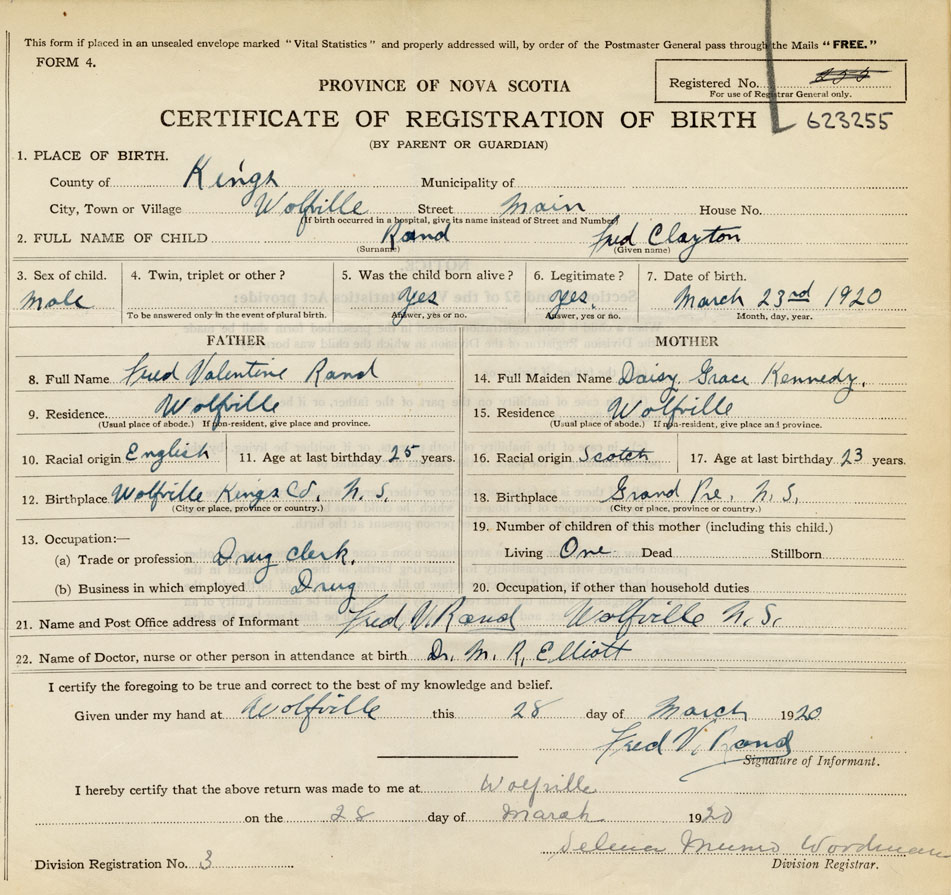 This form if placed in an unsealed envelope marked "Vital Statistics" and properly addressed will, by order of the Postmaster General pass through the Mails "FREE."
FORM 4.
PROVINCE OF NOVA SCOTIA
Registered No.
For use of Registrar General only.
CERTIFICATE OF REGISTRATION OF BIRTH
623255
(BY PARENT OR GUARDIAN)
1. PLACE OF BIRTH.
County of Kings Municipality of
City, Town or Village Wolfville Street Main House No.
(If birth occurred in a hospital, give its name instead of Street and Number)
2. FULL NAME OF CHILD Rand Fred Clayton
(Surname) (Given name)
3. Sex of child. 4. Twin, triplet or other? 5. Was the child born alive? 6. Legitimate? 7. Date of birth.
Male Yes Yes. March 23rd 1920
To be answered only in the event of plural birth. Answer, yes or no. Answer, yes or no. Month, day, year.
FATHER MOTHER
8. Full Name Fred Valentine Rand 14. Full Maiden Name Daisy Grace Kennedy.
9. Residence. Wolfville 15. Residence Wolfville
(Usual place of abode.) If non-resident, give place and province. (Usual place of abode.) If non-resident, give place and province.
10. Racial origin English 11. Age at last birthday 25 years. 16. Racial origin Scotch 17. Age at last birthday 23 years.
12. Birthplace Wolfville Kings Co. N.S. 18. Birthplace Grand Pre. N.S.
(City or place, province or country.) (City or place, province or country.)
13. Occupation:— 19. Number of children of this mother (including this child.)
(a) Trade or profession Drug clerk. Living One Dead Stillborn
(b) Business in which employed Drug 20. Occupation, if other than household duties
21. Name and Post Office address of Informant Fred. V. Rand Wolfville N.S.
22. Name of Doctor, nurse or other person in attendance at birth Dr. M. R. Elliott
I certify the foregoing to be true and correct to the best of my knowledge and belief.
Given under my hand at Wolfville this 28 day of March 1920
Fred V. Rand
Signature of Informant.
I hereby certify that the above return was made to me at Wolfville
on the 28 day of March 1920
Selena Munro Woodman
Division Registration No. 3 Division Registrar.